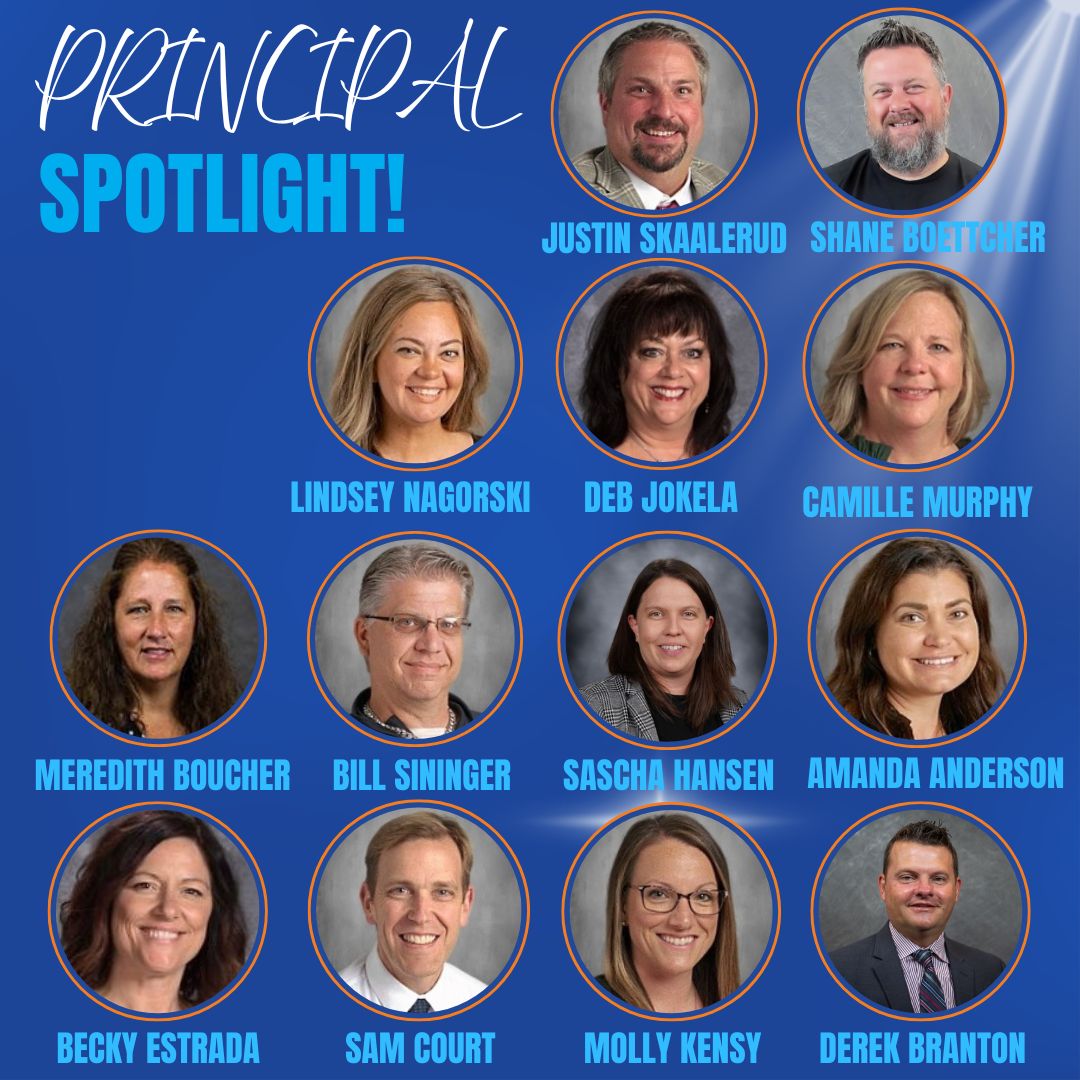 PRINCIPAL
SPOTLIGHT!
JUSTIN SKAALERUD
SHANE BOETTCHER
LINDSEY NAGORSKI
DEB JOKELA
CAMILLE MURPHY
MEREDITH BOUCHER
BILL SININGER
SASCHA HANSEN
AMANDA ANDERSON
BECKY ESTRADA
SAM COURT
MOLLY KENSY
DEREK BRANTON